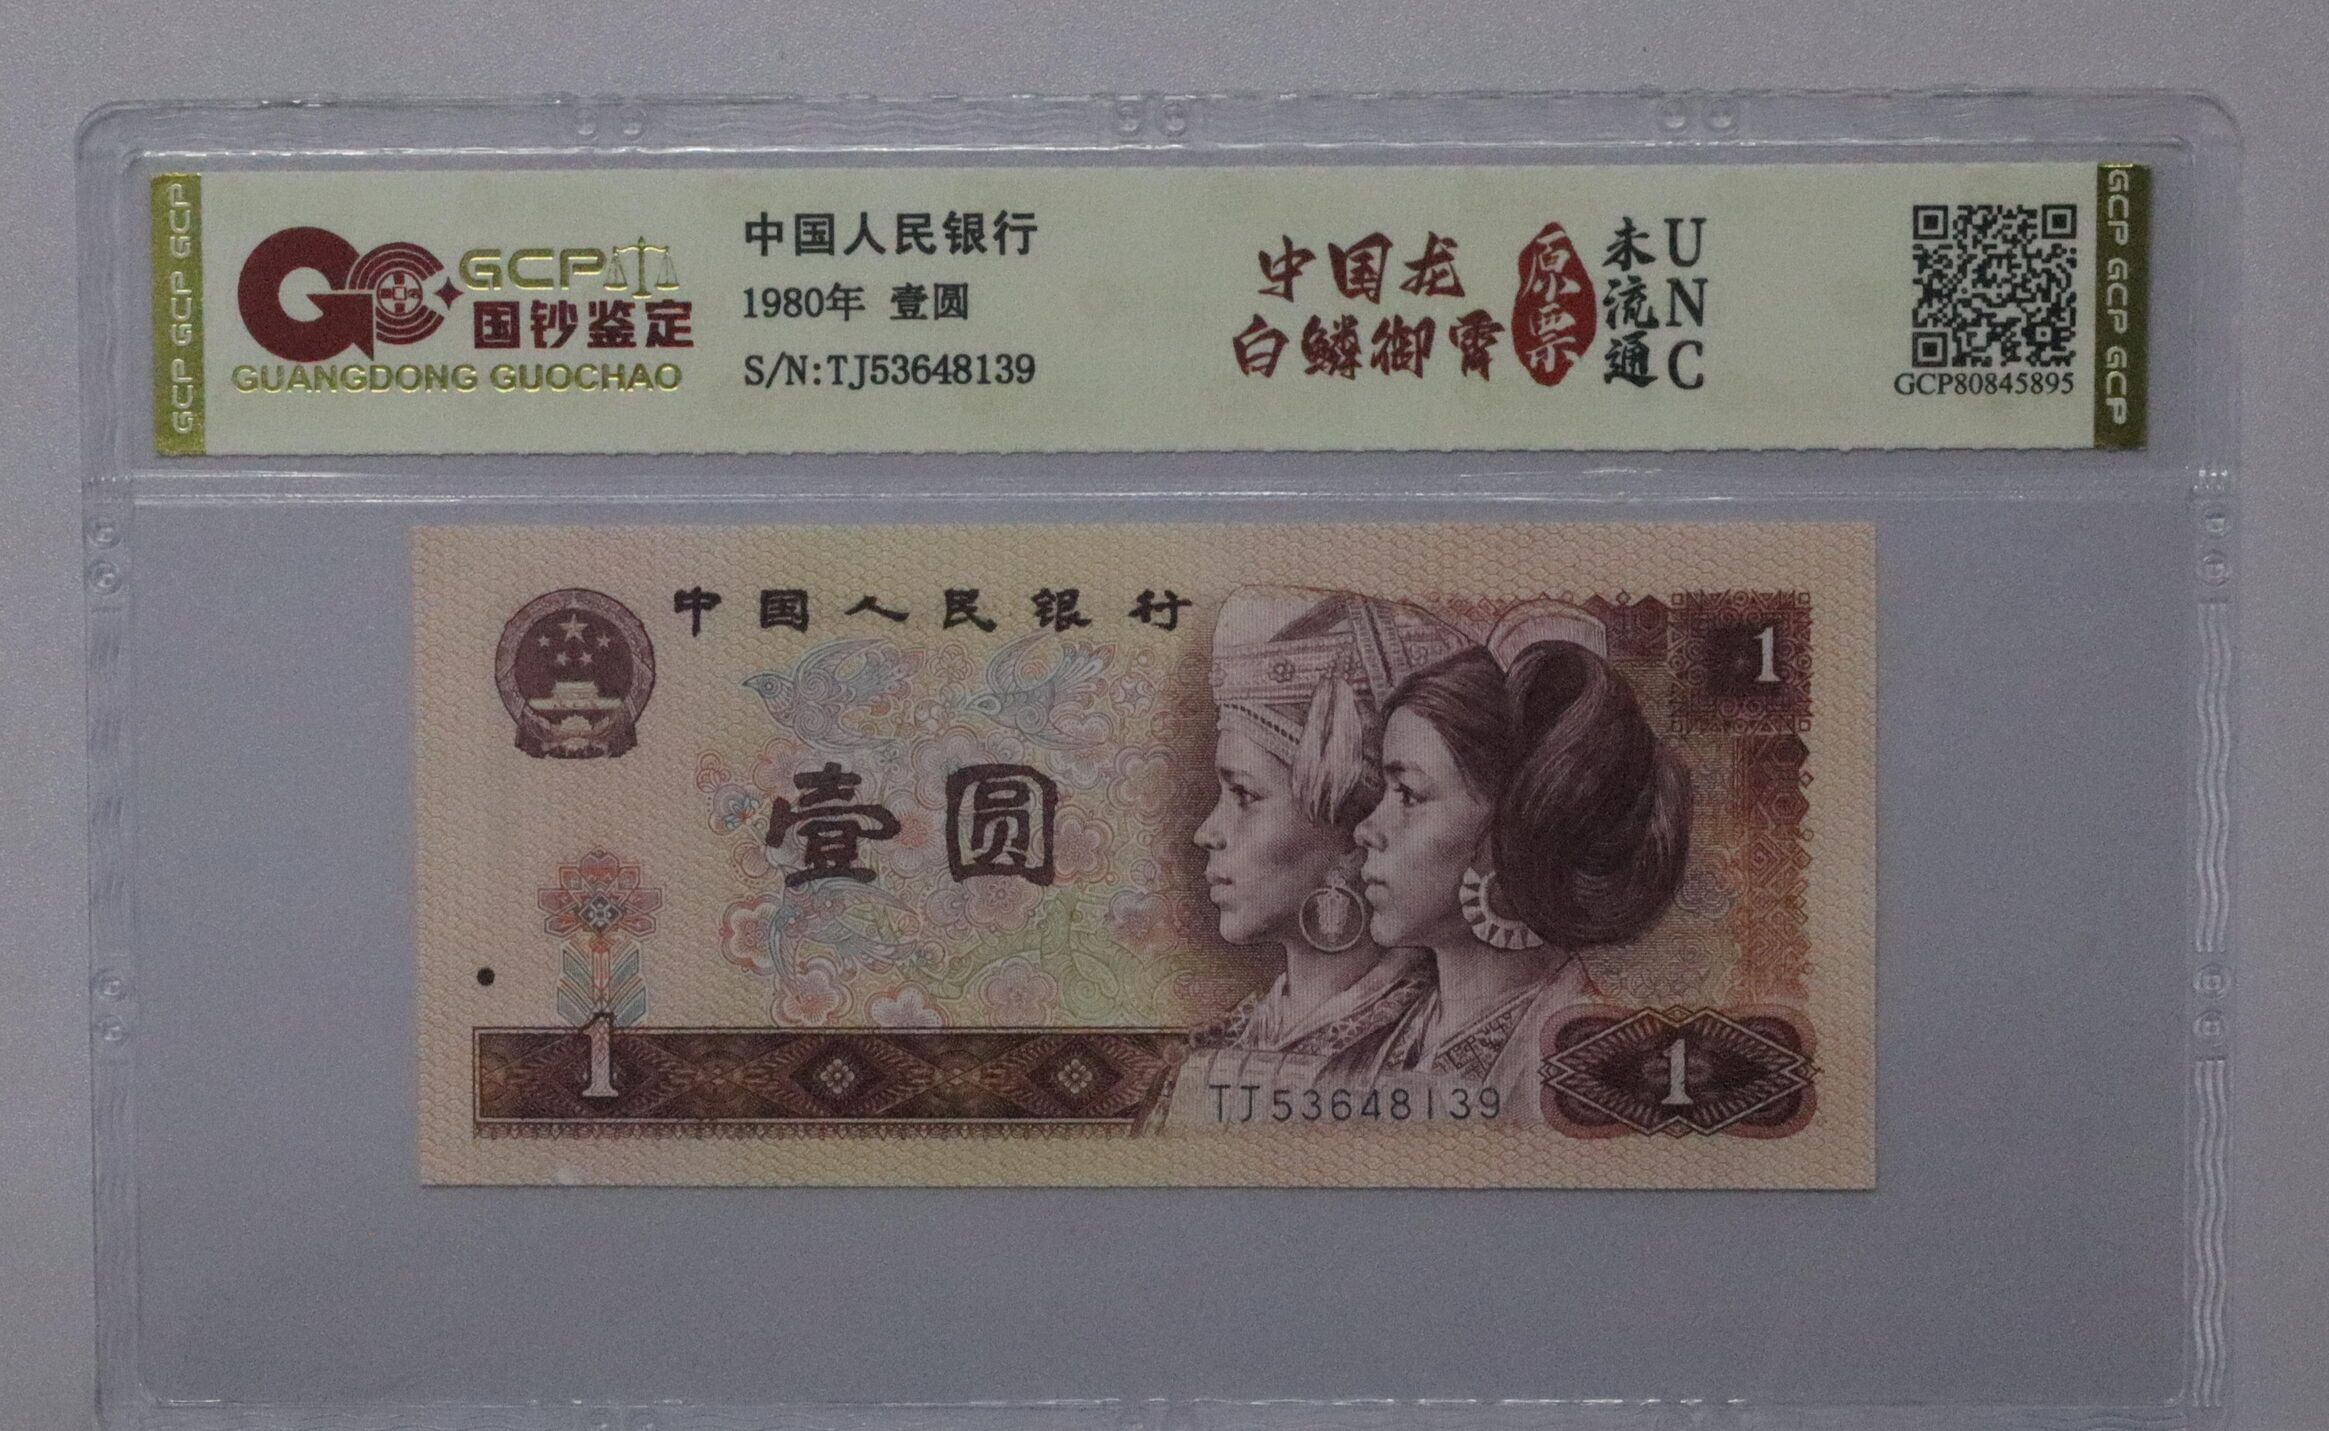 GCP GCP GCP
GCP
国钞鉴定
GUANGDONG GUOCHAO
中国人民银行
1980年 壹圆
S/N:TJ53648139
中国龙
白鳞御霄
原票
未流通
UNC
GCP80845895
GCP GCP GCP
中国人民银行
壹圆
1
1
1
TJ53648139